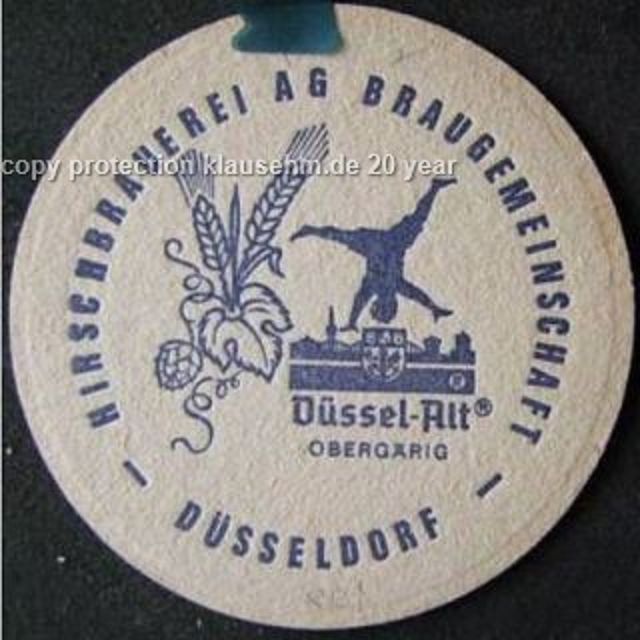 HIRSCHBRAUEREI AG BRAUGEMEINSCHAFT
copy protection klausehm.de 20 year
Düssel-Alt®
OBERGÄRIG
- DÜSSELDORF -